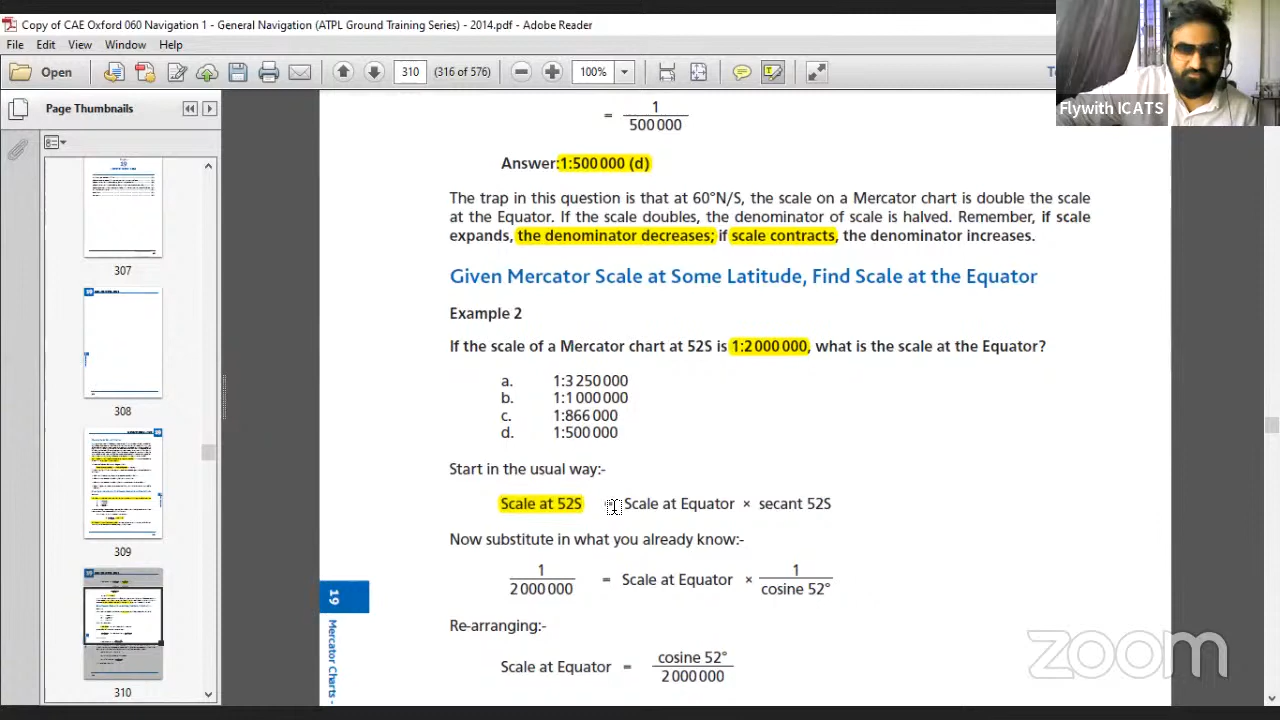 Copy of CAE Oxford 060 Navigation 1 - General Navigation (ATPL Ground Training Series) - 2014.pdf - Adobe Reader
File Edit View Window Help
Open 310 (316 of 576) 100%
Flywith ICATS
Page Thumbnails
307
308
309
310
= 1
500 000
Answer:1:500 000 (d)
The trap in this question is that at 60°N/S, the scale on a Mercator chart is double the scale
at the Equator. If the scale doubles, the denominator of scale is halved. Remember, if scale
expands, the denominator decreases; if scale contracts, the denominator increases.
Given Mercator Scale at Some Latitude, Find Scale at the Equator
Example 2
If the scale of a Mercator chart at 52S is 1:2 000 000, what is the scale at the Equator?
a. 1:3 250 000
b. 1:1 000 000
c. 1:866 000
d. 1:500 000
Start in the usual way:-
Scale at 52S Scale at Equator × secant 52S
Now substitute in what you already know:-
1 / 2 000 000 = Scale at Equator × 1 / cosine 52°
Re-arranging:-
Scale at Equator = cosine 52° / 2 000 000
19
Mercator Charts -
zoom